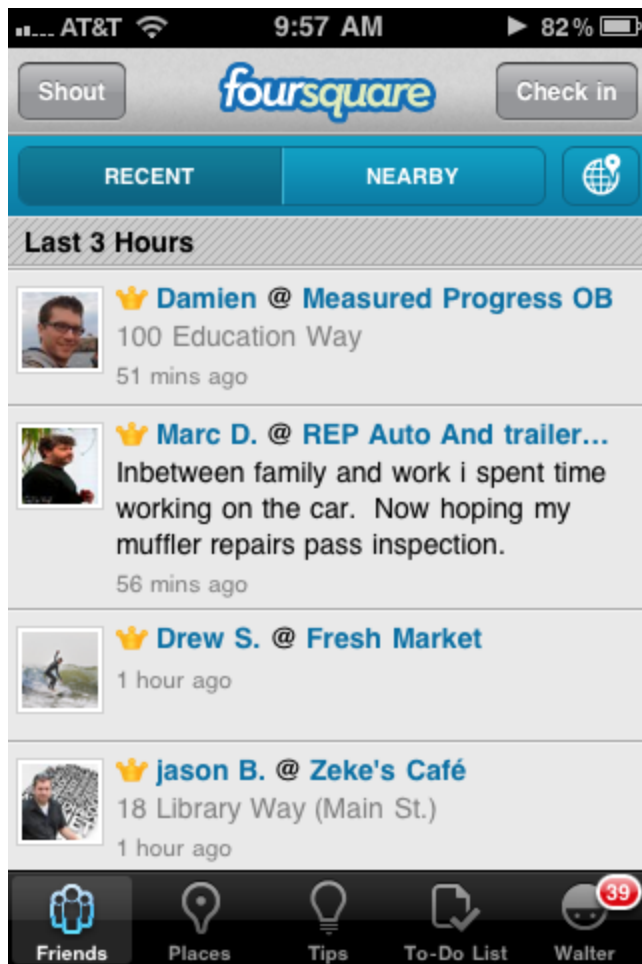 AT&T 9:57 AM 82%
Shout foursquare Check in
RECENT NEARBY
Last 3 Hours
Damien @ Measured Progress OB
100 Education Way
51 mins ago
Marc D. @ REP Auto And trailer...
Inbetween family and work i spent time
working on the car.  Now hoping my
muffler repairs pass inspection.
56 mins ago
Drew S. @ Fresh Market
1 hour ago
jason B. @ Zeke's Café
18 Library Way (Main St.)
1 hour ago
39
Friends Places Tips To-Do List Walter